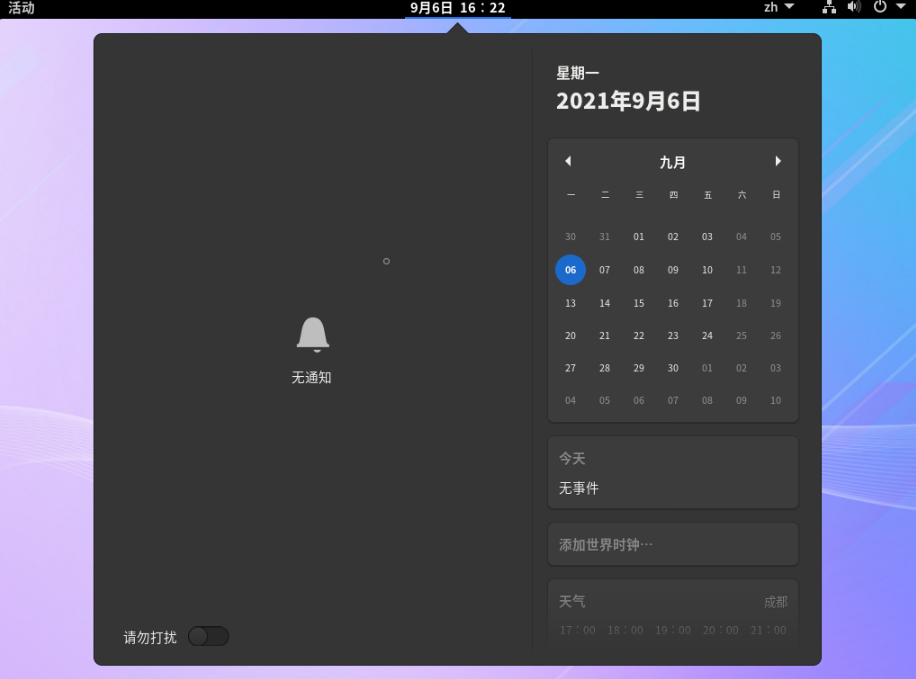 活动
9月6日 16：22
zh
星期一
2021年9月6日
九月
一 二 三 四 五 六 日
30 31 01 02 03 04 05
06 07 08 09 10 11 12
13 14 15 16 17 18 19
20 21 22 23 24 25 26
27 28 29 30 01 02 03
04 05 06 07 08 09 10
无通知
今天
无事件
添加世界时钟…
天气 成都
17：00 18：00 19：00 20：00 21：00
请勿打扰